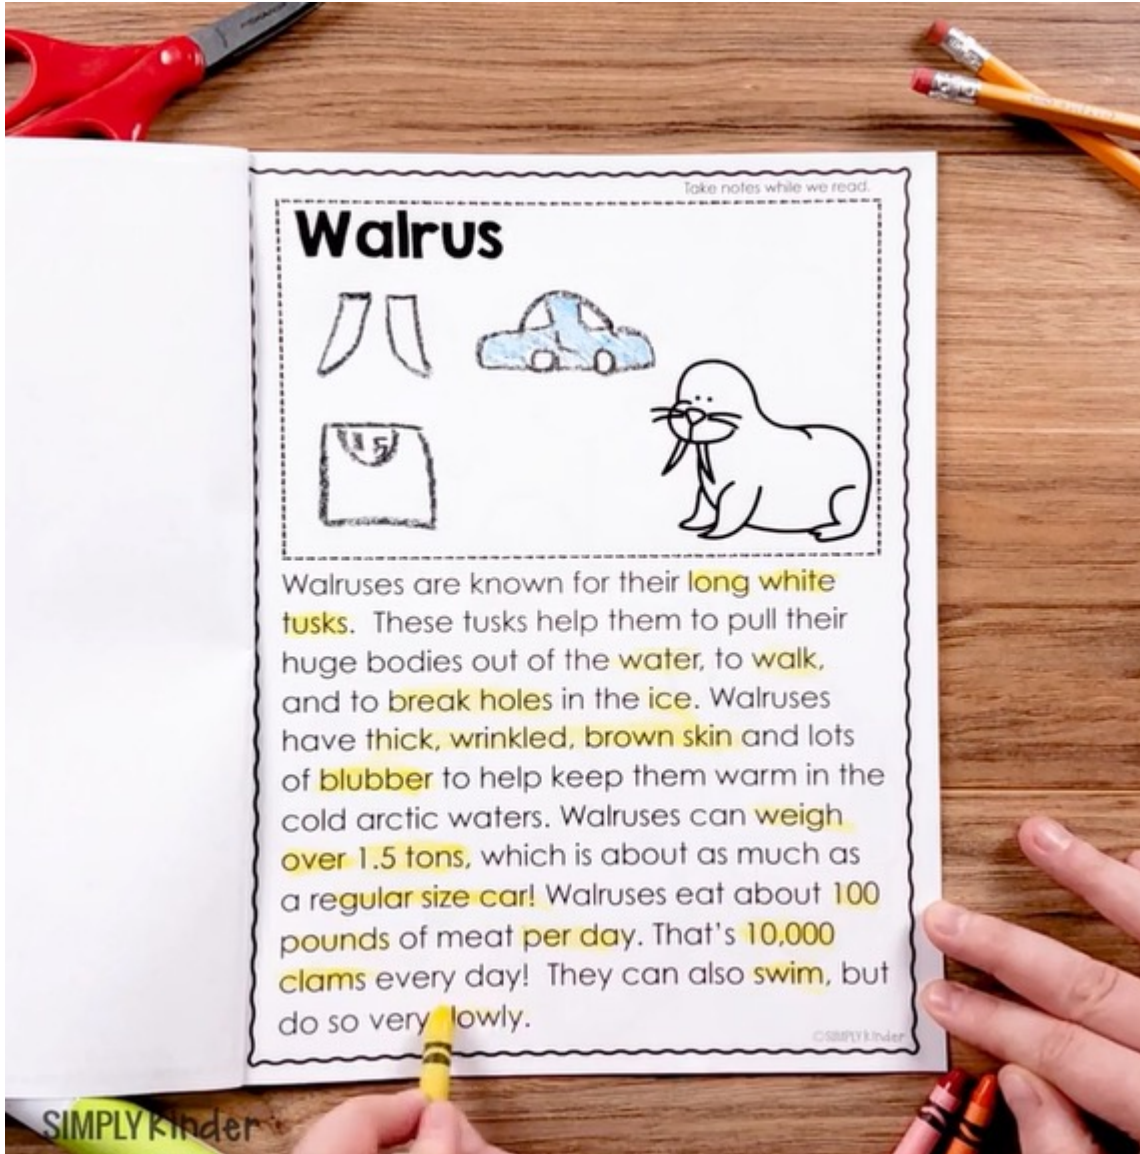 Take notes while we read.
Walrus
1.5
Walruses are known for their long white
tusks. These tusks help them to pull their
huge bodies out of the water, to walk,
and to break holes in the ice. Walruses
have thick, wrinkled, brown skin and lots
of blubber to help keep them warm in the
cold arctic waters. Walruses can weigh
over 1.5 tons, which is about as much as
a regular size car! Walruses eat about 100
pounds of meat per day. That's 10,000
clams every day! They can also swim, but
do so very slowly.
©SIMPLYkinder
SIMPLY kinder